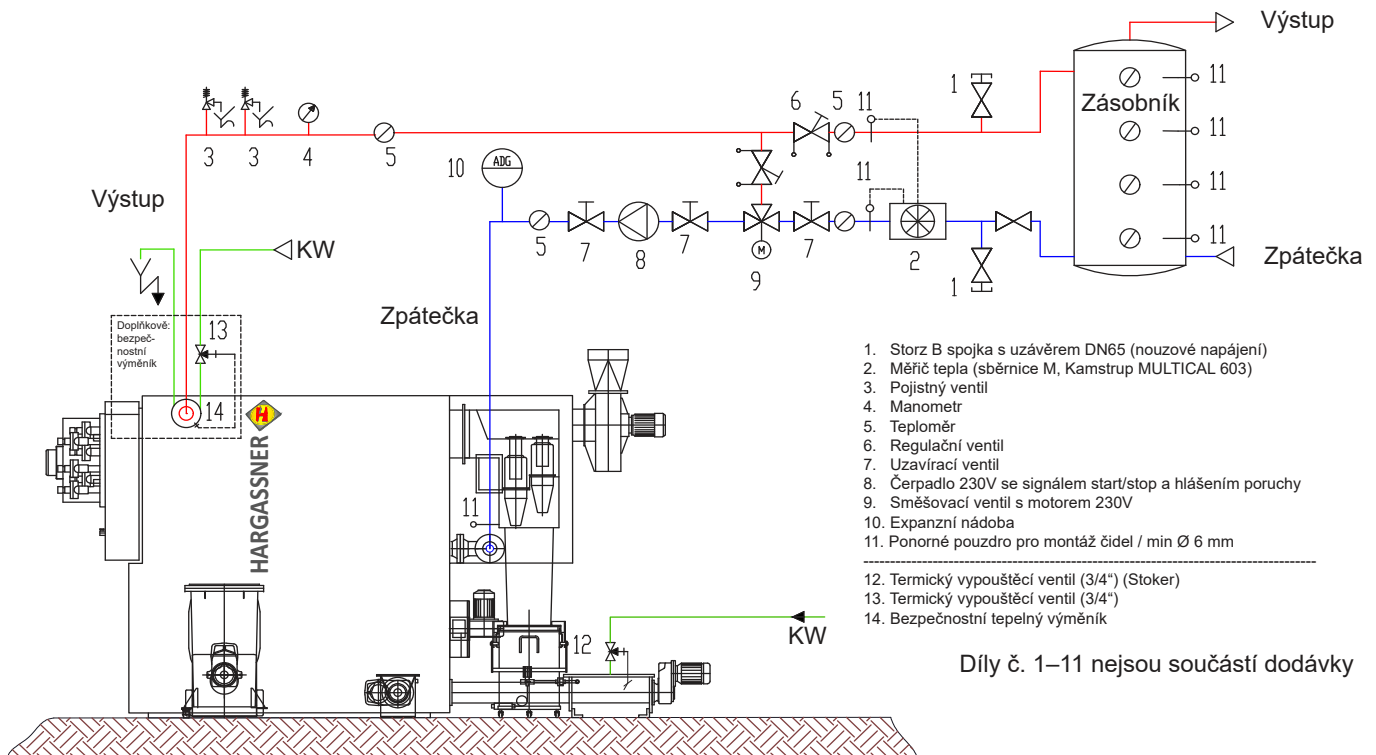 Výstup
11
1
6
5
11
Zásobník
11
3
3
4
5
11
10
ADG
11
11
Výstup
5
7
8
7
M
9
7
2
1
11
Zpátečka
KW
Zpátečka
Doplňkově:
bezpeč-
nostní
výměník
13
14
H
HARGASSNER
11
12
KW
1. Storz B spojka s uzávěrem DN65 (nouzové napájení)
2. Měřič tepla (sběrnice M, Kamstrup MULTICAL 603)
3. Pojistný ventil
4. Manometr
5. Teploměr
6. Regulační ventil
7. Uzavírací ventil
8. Čerpadlo 230V se signálem start/stop a hlášením poruchy
9. Směšovací ventil s motorem 230V
10. Expanzní nádoba
11. Ponorné pouzdro pro montáž čidel / min Ø 6 mm
12. Termický vypouštěcí ventil (3/4“) (Stoker)
13. Termický vypouštěcí ventil (3/4“)
14. Bezpečnostní tepelný výměník
Díly č. 1–11 nejsou součástí dodávky